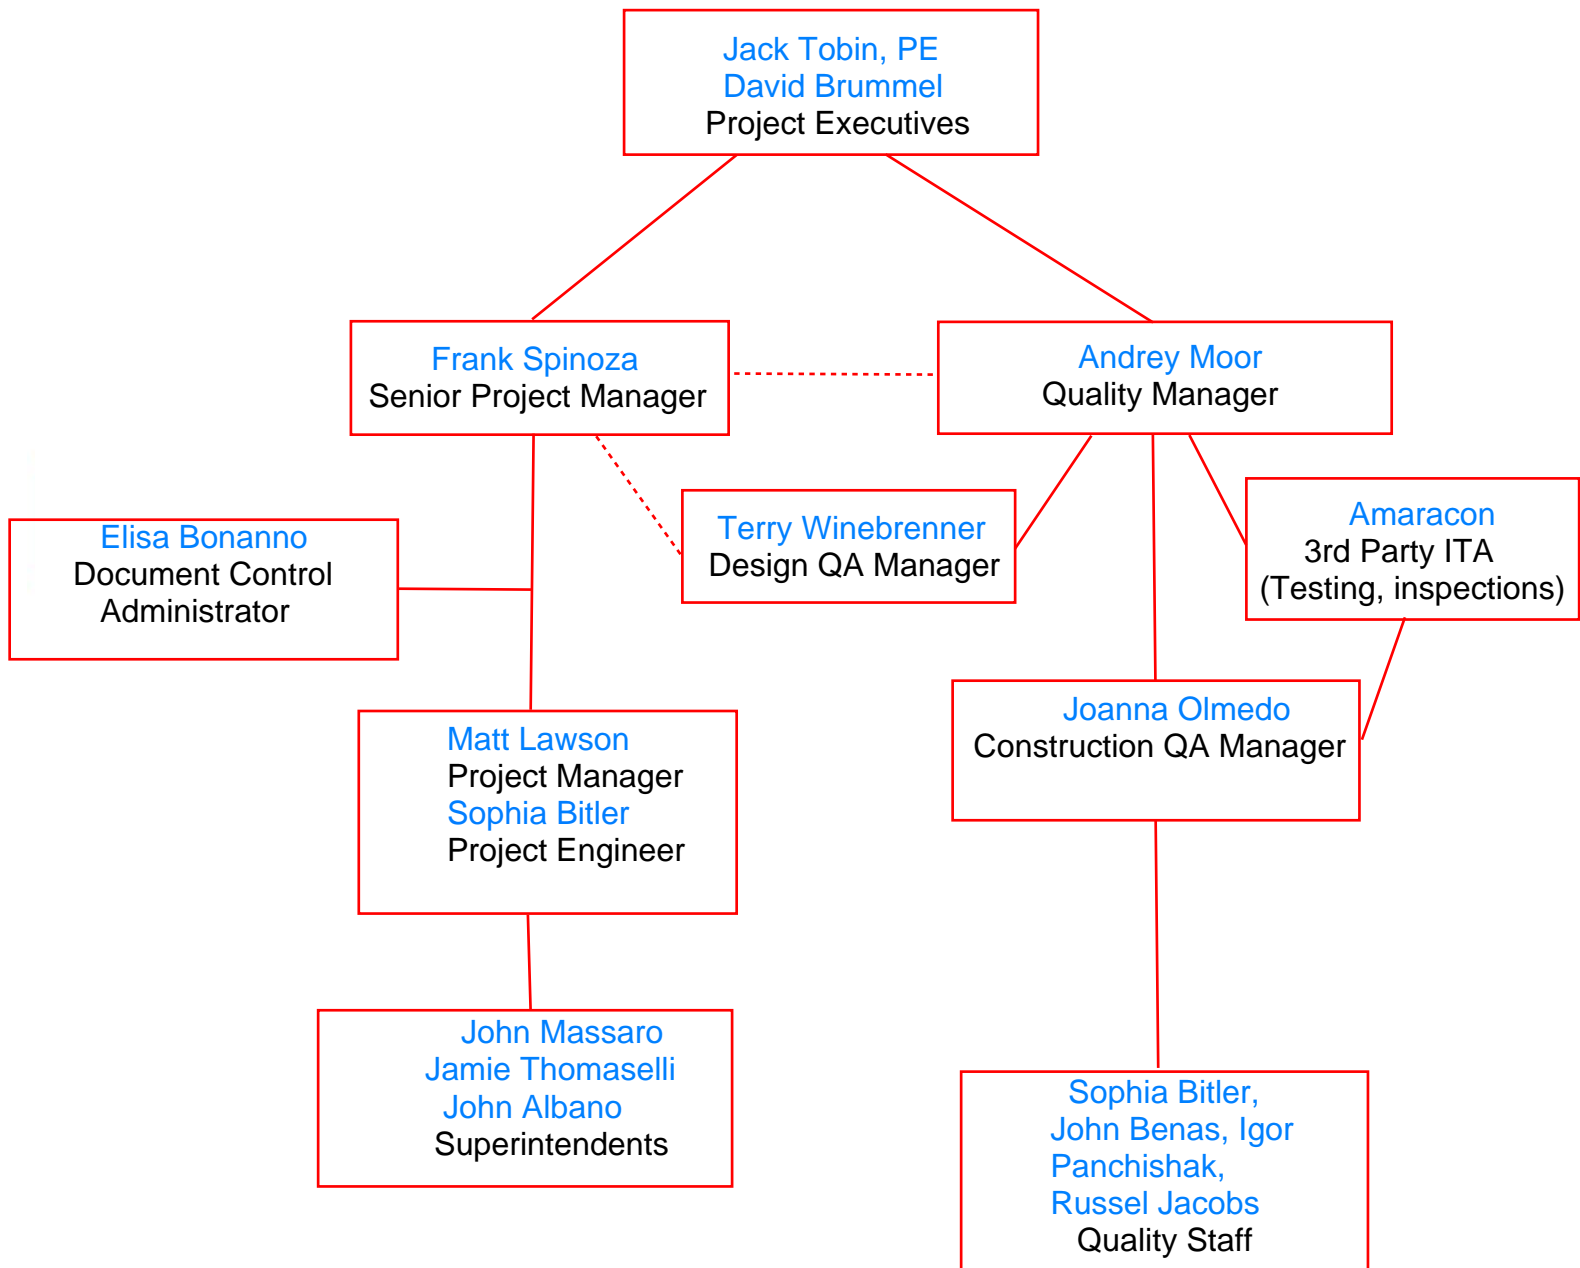 Jack Tobin, PE
David Brummel
Project Executives
Frank Spinoza
Senior Project Manager
Andrey Moor
Quality Manager
Elisa Bonanno
Document Control
Administrator
Terry Winebrenner
Design QA Manager
Amaracon
3rd Party ITA
(Testing, inspections)
Matt Lawson
Project Manager
Sophia Bitler
Project Engineer
Joanna Olmedo
Construction QA Manager
John Massaro
Jamie Thomaselli
John Albano
Superintendents
Sophia Bitler,
John Benas, Igor
Panchishak,
Russel Jacobs
Quality Staff